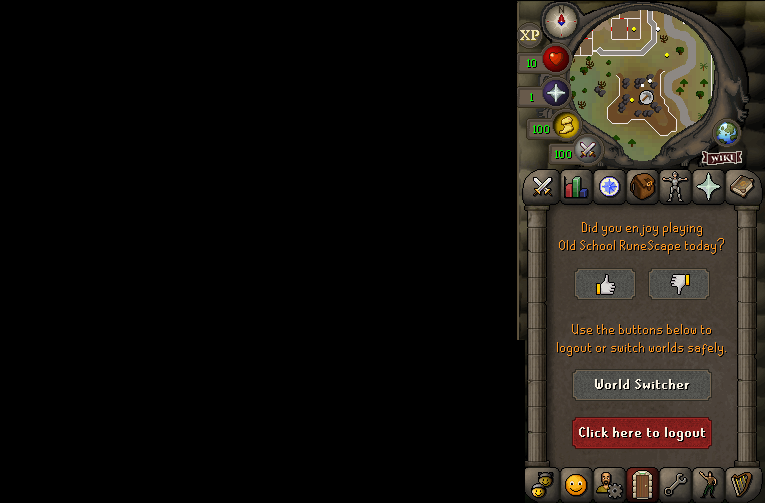 N
XP
10
1
100
100
WIKI
Did you enjoy playing
Old School RuneScape today?
Use the buttons below to
logout or switch worlds safely.
World Switcher
Click here to logout